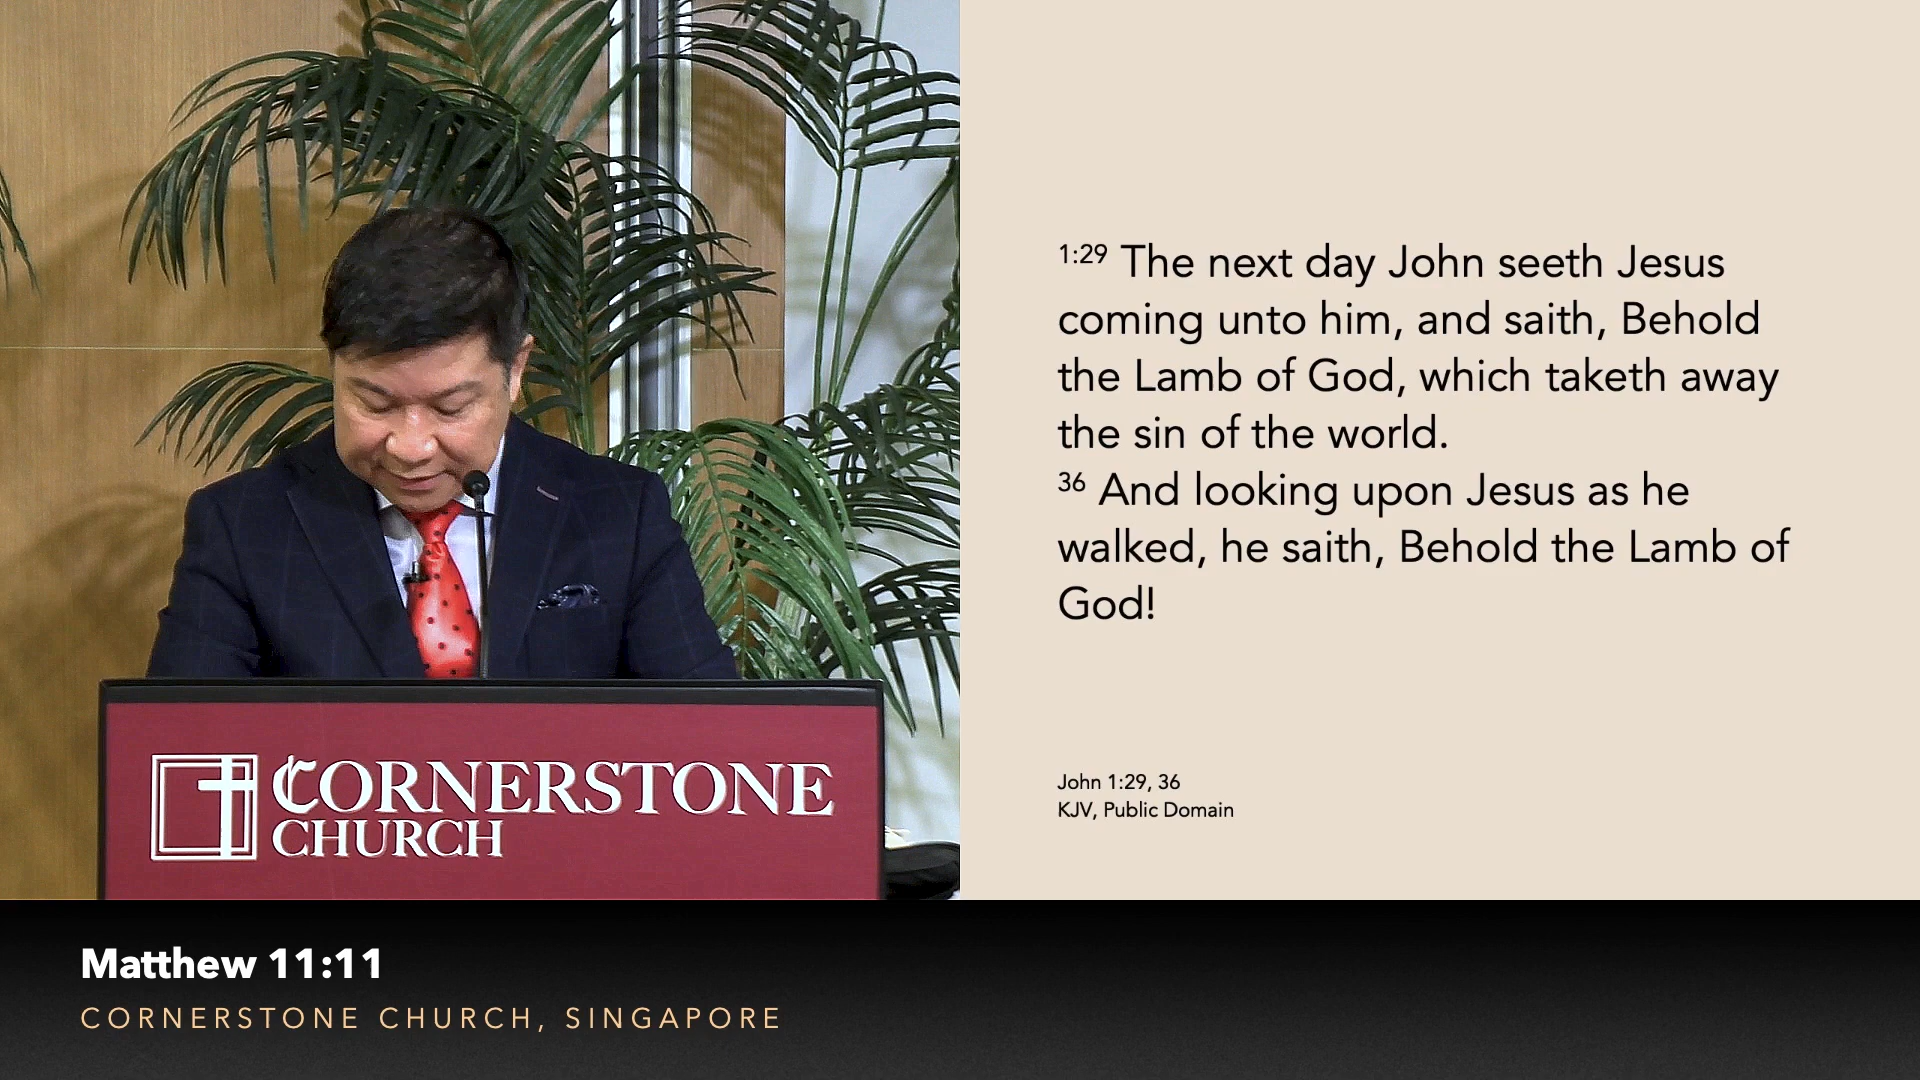 1:29 The next day John seeth Jesus
coming unto him, and saith, Behold
the Lamb of God, which taketh away
the sin of the world.
36 And looking upon Jesus as he
walked, he saith, Behold the Lamb of
God!
John 1:29, 36
KJV, Public Domain
CORNERSTONE
CHURCH
Matthew 11:11
CORNERSTONE CHURCH, SINGAPORE